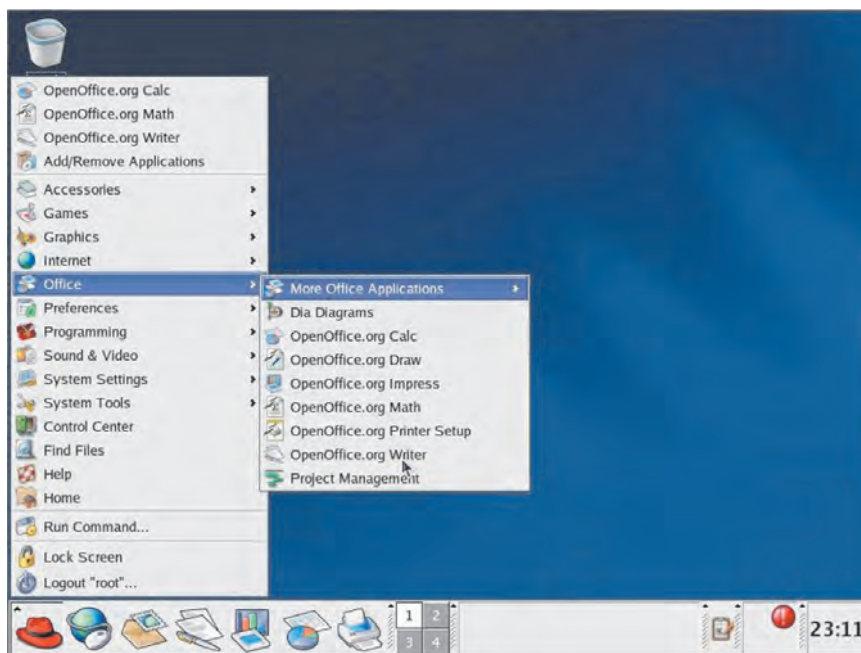 OpenOffice.org Calc
OpenOffice.org Math
OpenOffice.org Writer
Add/Remove Applications
Accessories
Games
Graphics
Internet
Office
Preferences
Programming
Sound & Video
System Settings
System Tools
Control Center
Find Files
Help
Home
Run Command...
Lock Screen
Logout "root"...
More Office Applications
Dia Diagrams
OpenOffice.org Calc
OpenOffice.org Draw
OpenOffice.org Impress
OpenOffice.org Math
OpenOffice.org Printer Setup
OpenOffice.org Writer
Project Management
1 2
3 4
23:11